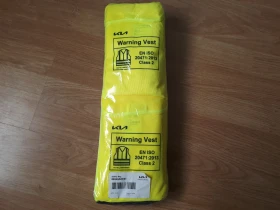 KIA
Warning Vest
EN ISO
20471:2013
Class 2
KIA
Warning Vest
EN ISO
20471:2013
Class 2